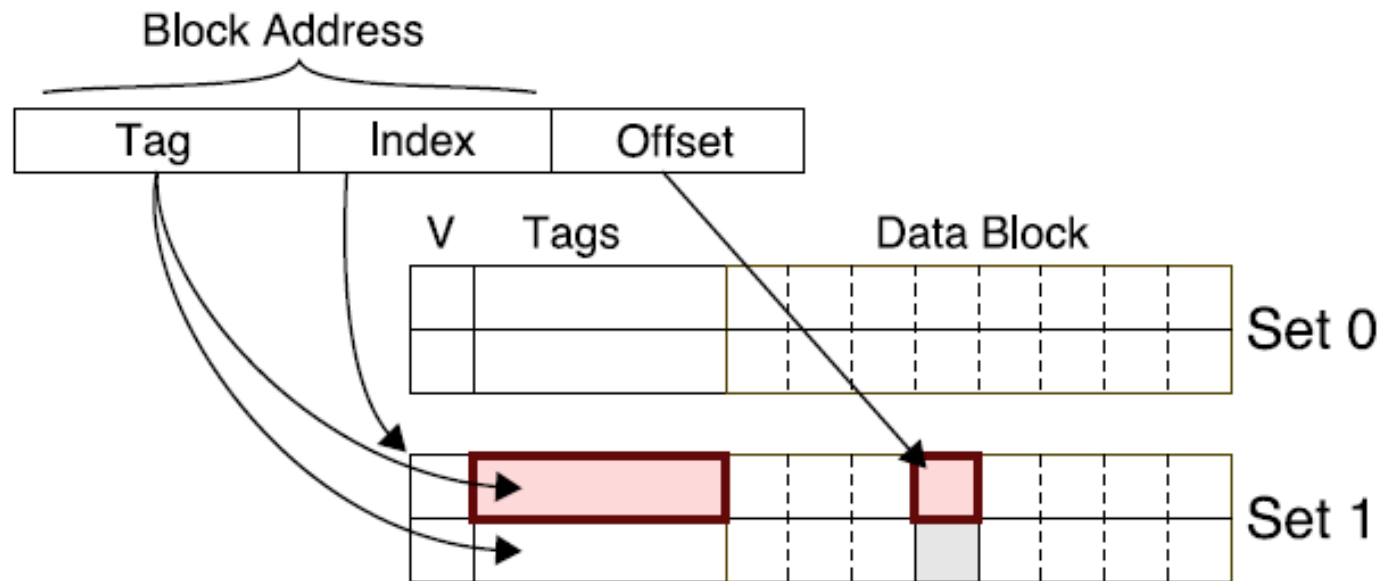 Block Address
Tag Index Offset
V Tags Data Block
Set 0
Set 1